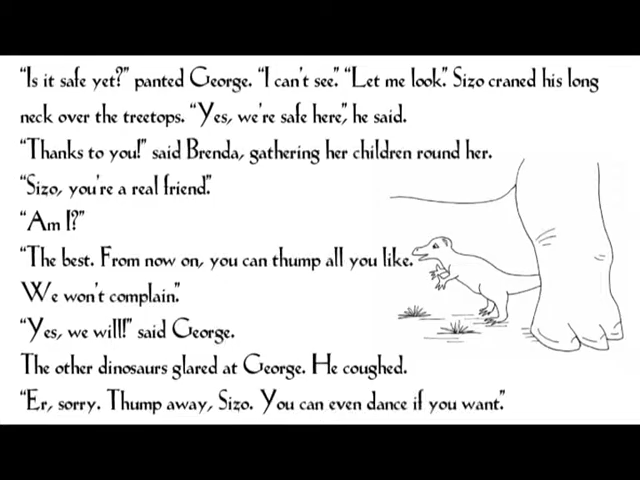 “Is it safe yet?” panted George. “I can't see.” “Let me look.” Sizo craned his long
neck over the treetops. “Yes, we're safe here”, he said.
“Thanks to you!” said Brenda, gathering her children round her.
“Sizo, you're a real friend.”
“Am I?”
“The best. From now on, you can thump all you like.
We won't complain.”
“Yes, we will!” said George.
The other dinosaurs glared at George. He coughed.
“Er, sorry. Thump away, Sizo. You can even dance if you want.”